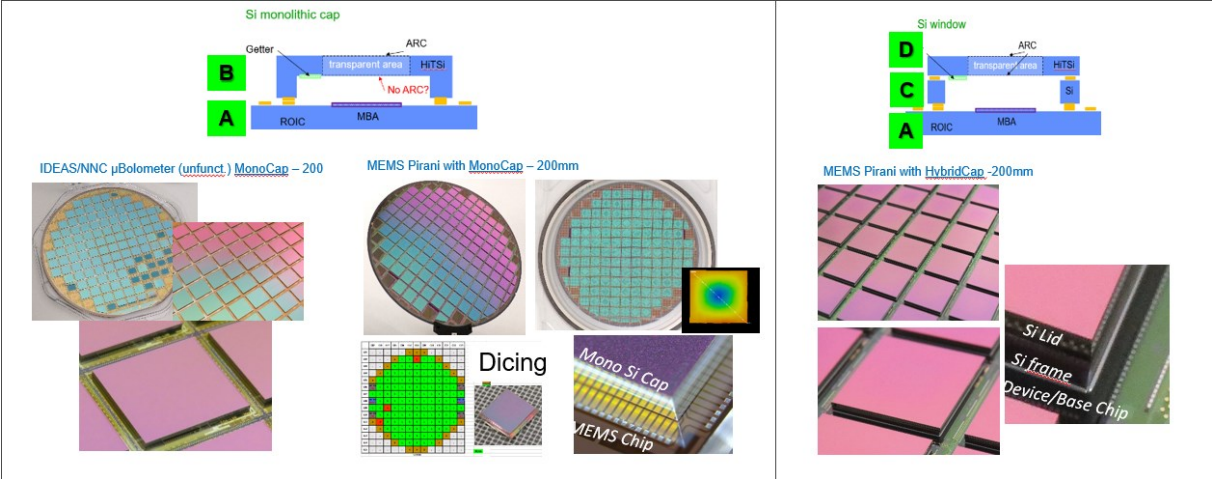 Si monolithic cap
ARC
Getter
B
transparent area
HiTSi
No ARC?
A
ROIC
MBA
IDEAS/NNC µBolometer (unfunct.) MonoCap – 200
MEMS Pirani with MonoCap – 200mm
Dicing
Mono Si Cap
MEMS Chip
Si window
D
ARC
transparent area
HiTSi
C
Si
A
ROIC
MBA
MEMS Pirani with HybridCap -200mm
Si Lid
Si frame
Device/Base Chip